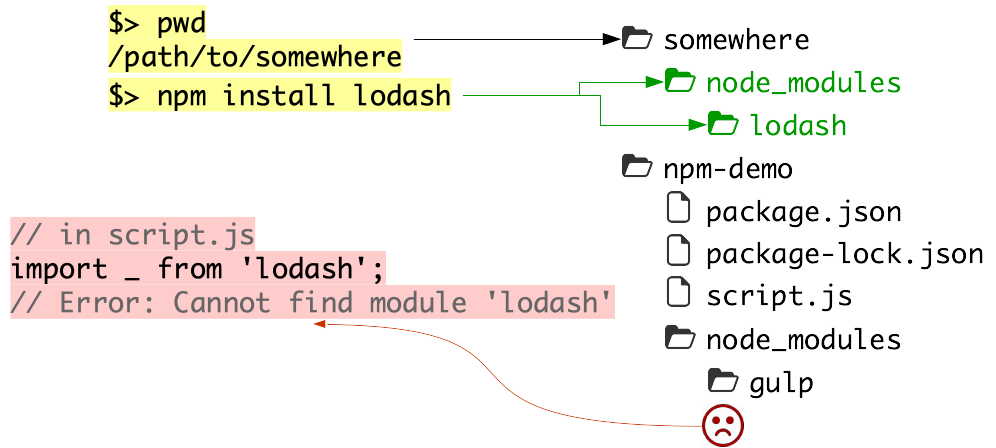 $> pwd
/path/to/somewhere
$> npm install lodash
somewhere
node_modules
lodash
npm-demo
package.json
package-lock.json
script.js
node_modules
gulp
// in script.js
import _ from 'lodash';
// Error: Cannot find module 'lodash'